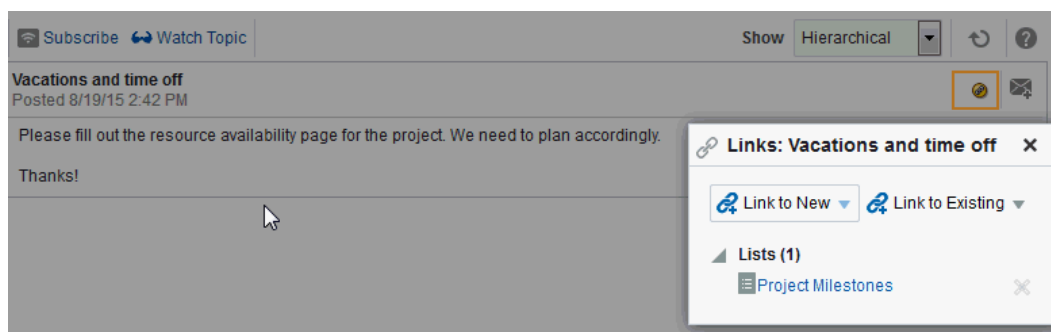 Subscribe Watch Topic Show Hierarchical
Vacations and time off
Posted 8/19/15 2:42 PM
Please fill out the resource availability page for the project. We need to plan accordingly.
Thanks!
Links: Vacations and time off
Link to New Link to Existing
Lists (1)
Project Milestones